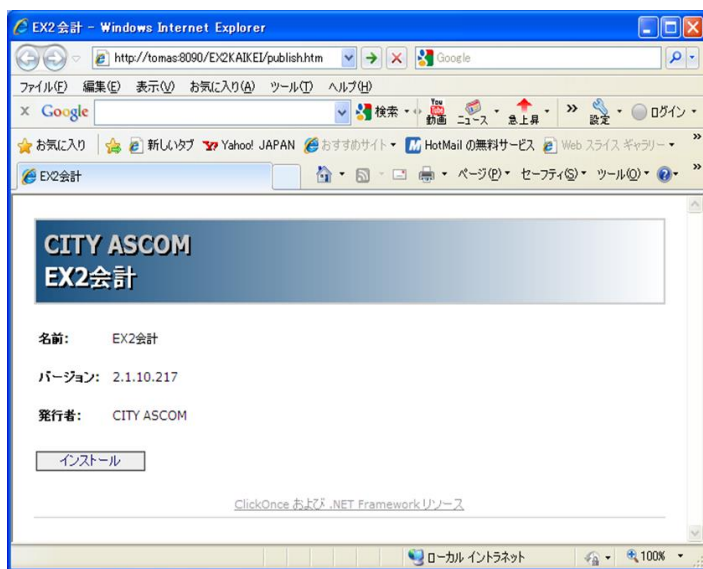 EX2会計 - Windows Internet Explorer
http://tomas:8090/EX2KAIKEI/publish.htm
Google
ファイル(F) 編集(E) 表示(V) お気に入り(A) ツール(T) ヘルプ(H)
x Google 検索 You 動画 ニュース 急上昇 » 設定 ログイン
お気に入り 新しいタブ Yahoo! JAPAN おすすめサイト HotMail の無料サービス Web スライス ギャラリー »
EX2会計 ページ(P) セーフティ(S) ツール(O) »
CITY ASCOM
EX2会計
名前: EX2会計
バージョン: 2.1.10.217
発行者: CITY ASCOM
インストール
ClickOnce および .NET Framework リソース
ローカル イントラネット 100%